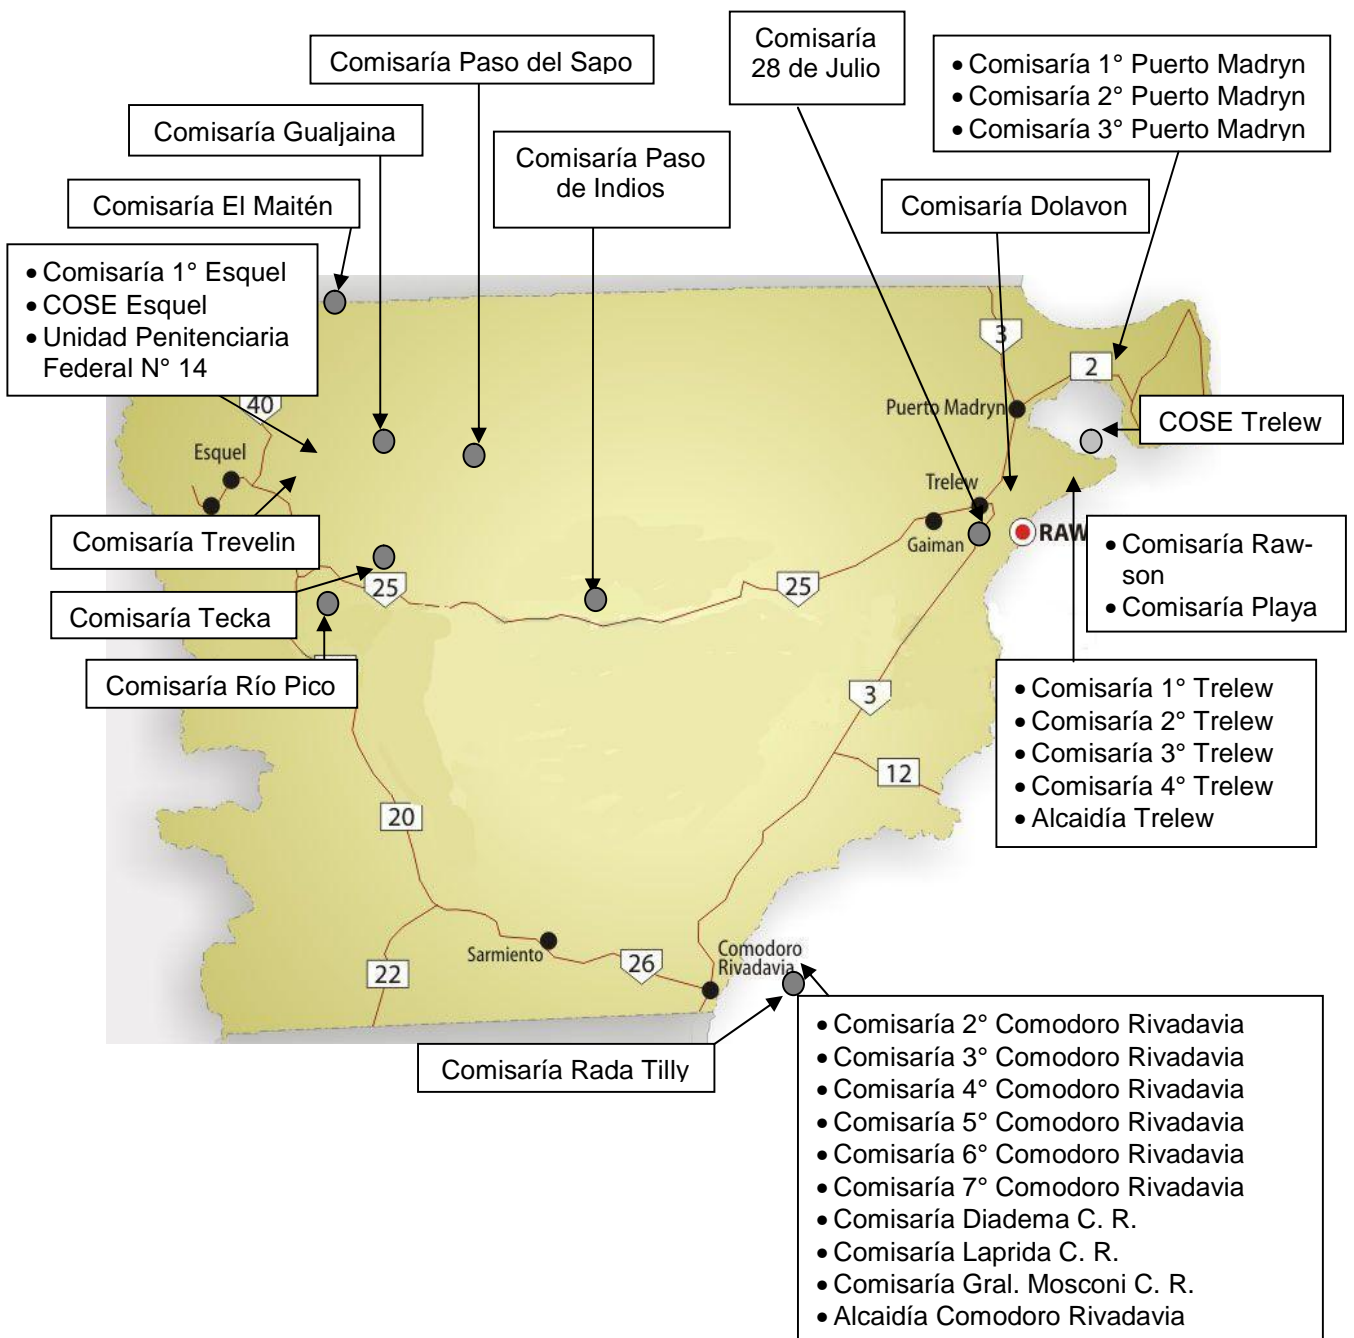 Comisaría Paso del Sapo
Comisaría
28 de Julio
• Comisaría 1° Puerto Madryn
• Comisaría 2° Puerto Madryn
• Comisaría 3° Puerto Madryn
Comisaría Gualjaina
Comisaría Paso
de Indios
Comisaría El Maitén
Comisaría Dolavon
• Comisaría 1° Esquel
• COSE Esquel
• Unidad Penitenciaria
Federal N° 14
3
2
40
Puerto Madryn
COSE Trelew
Esquel
Trelew
Comisaría Trevelin
Gaiman
RAW
• Comisaría Raw-
son
• Comisaría Playa
25
25
Comisaría Tecka
Comisaría Río Pico
3
• Comisaría 1° Trelew
• Comisaría 2° Trelew
• Comisaría 3° Trelew
• Comisaría 4° Trelew
• Alcaidía Trelew
12
20
Sarmiento
Comodoro
Rivadavia
26
22
Comisaría Rada Tilly
• Comisaría 2° Comodoro Rivadavia
• Comisaría 3° Comodoro Rivadavia
• Comisaría 4° Comodoro Rivadavia
• Comisaría 5° Comodoro Rivadavia
• Comisaría 6° Comodoro Rivadavia
• Comisaría 7° Comodoro Rivadavia
• Comisaría Diadema C. R.
• Comisaría Laprida C. R.
• Comisaría Gral. Mosconi C. R.
• Alcaidía Comodoro Rivadavia